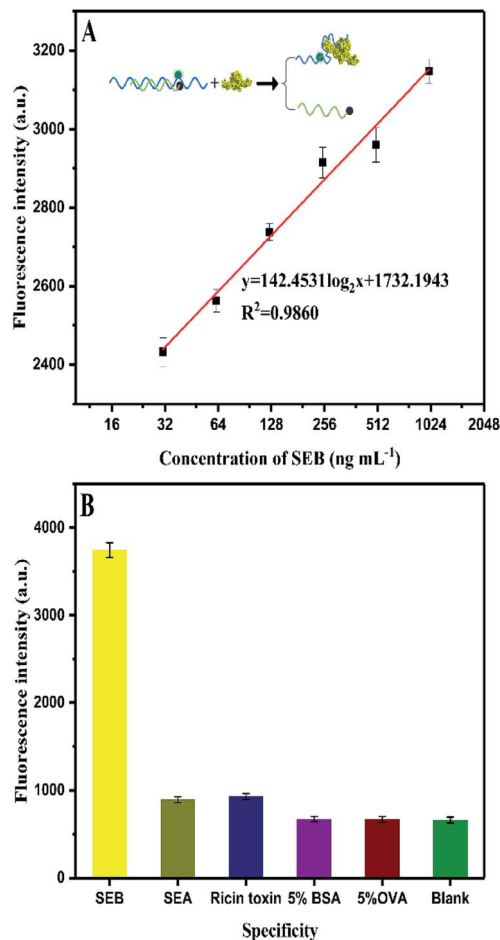 A
3200
3000
2800
2600
2400
Fluorescence intensity (a.u.)
+
y=142.4531log₂x+1732.1943
R²=0.9860
16 32 64 128 256 512 1024 2048
Concentration of SEB (ng mL⁻¹)
B
4000
3000
2000
1000
0
Fluorescence intensity (a.u.)
SEB SEA Ricin toxin 5% BSA 5%OVA Blank
Specificity